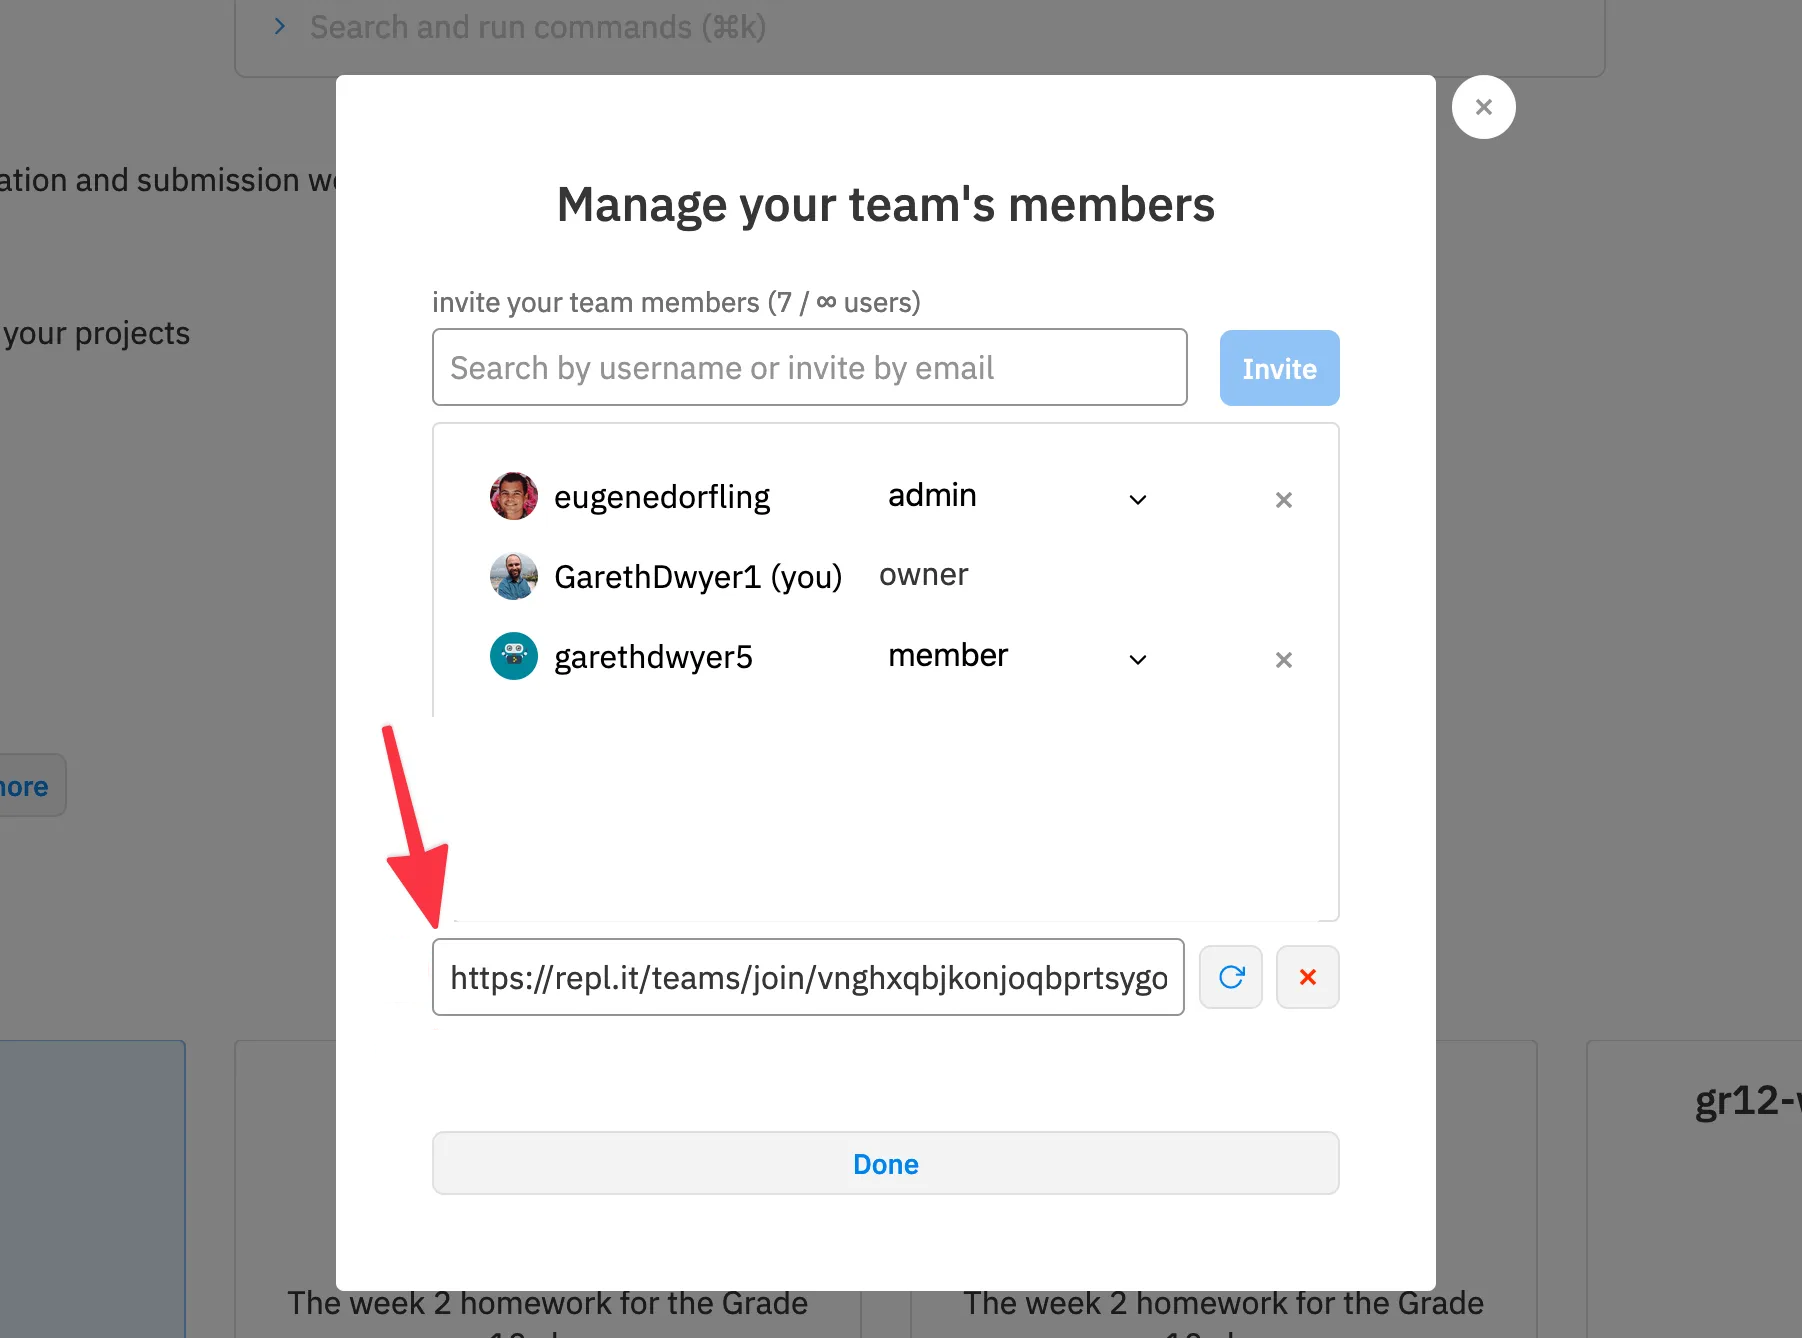 Search and run commands (⌘k)
ation and submission
your projects
Manage your team's members
invite your team members (7 / ∞ users)
Search by username or invite by email
Invite
eugenedorfling admin
GarethDwyer1 (you) owner
garethdwyer5 member
more
https://repl.it/teams/join/vnghxqbjkonjoqbprtsygo
gr12-
Done
The week 2 homework for the Grade
The week 2 homework for the Grade